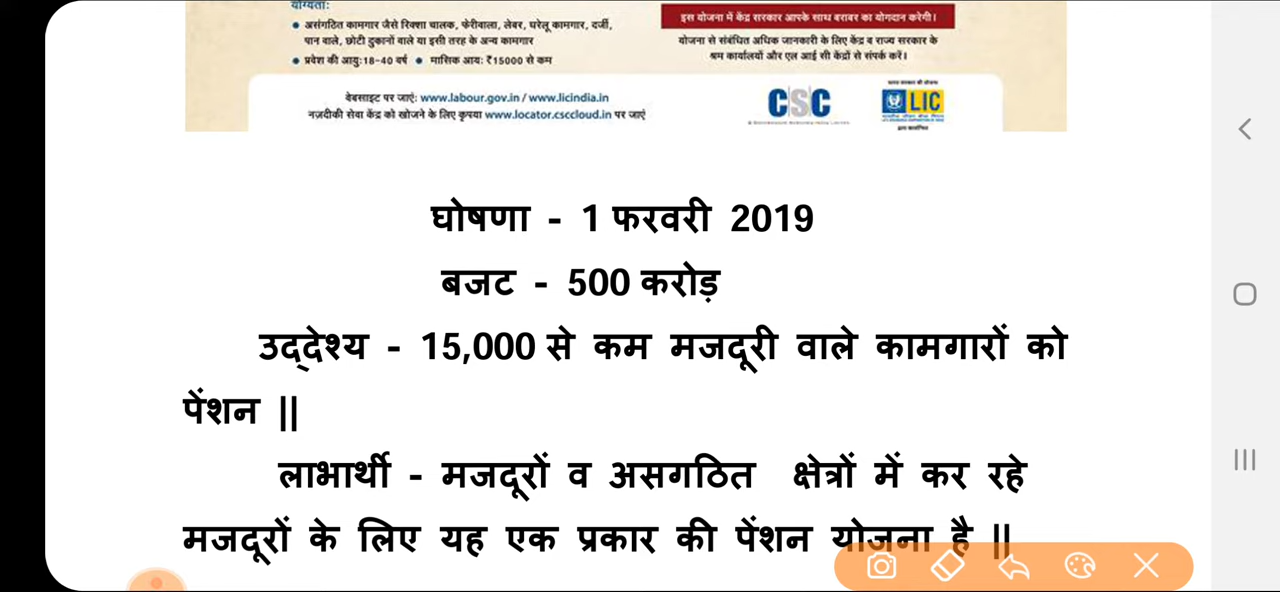 योग्यता:
• असंगठित कामगार जैसे रिक्शा चालक, फेरीवाला, लेबर, घरेलू कामगार, दर्जी,
पान वाले, छोटी दुकानों वाले या इसी तरह के अन्य कामगार
• प्रवेश की आयु:18-40 वर्ष • मासिक आय: ₹15000 से कम
इस योजना में केंद्र सरकार आपके साथ बराबर का योगदान करेगी।
योजना से संबंधित अधिक जानकारी के लिए केंद्र व राज्य सरकार के
श्रम कार्यालयों और एल आई सी केंद्रों से संपर्क करें।
वेबसाइट पर जाएं: www.labour.gov.in / www.licindia.in
नज़दीकी सेवा केंद्र को खोजने के लिए कृपया www.locator.csccloud.in पर जाएं
CSC
LIC
घोषणा - 1 फरवरी 2019
बजट - 500 करोड़
उद्देश्य - 15,000 से कम मजदूरी वाले कामगारों को
पेंशन ||
लाभार्थी - मजदूरों व असगठित क्षेत्रों में कर रहे
मजदूरों के लिए यह एक प्रकार की पेंशन योजना है ||